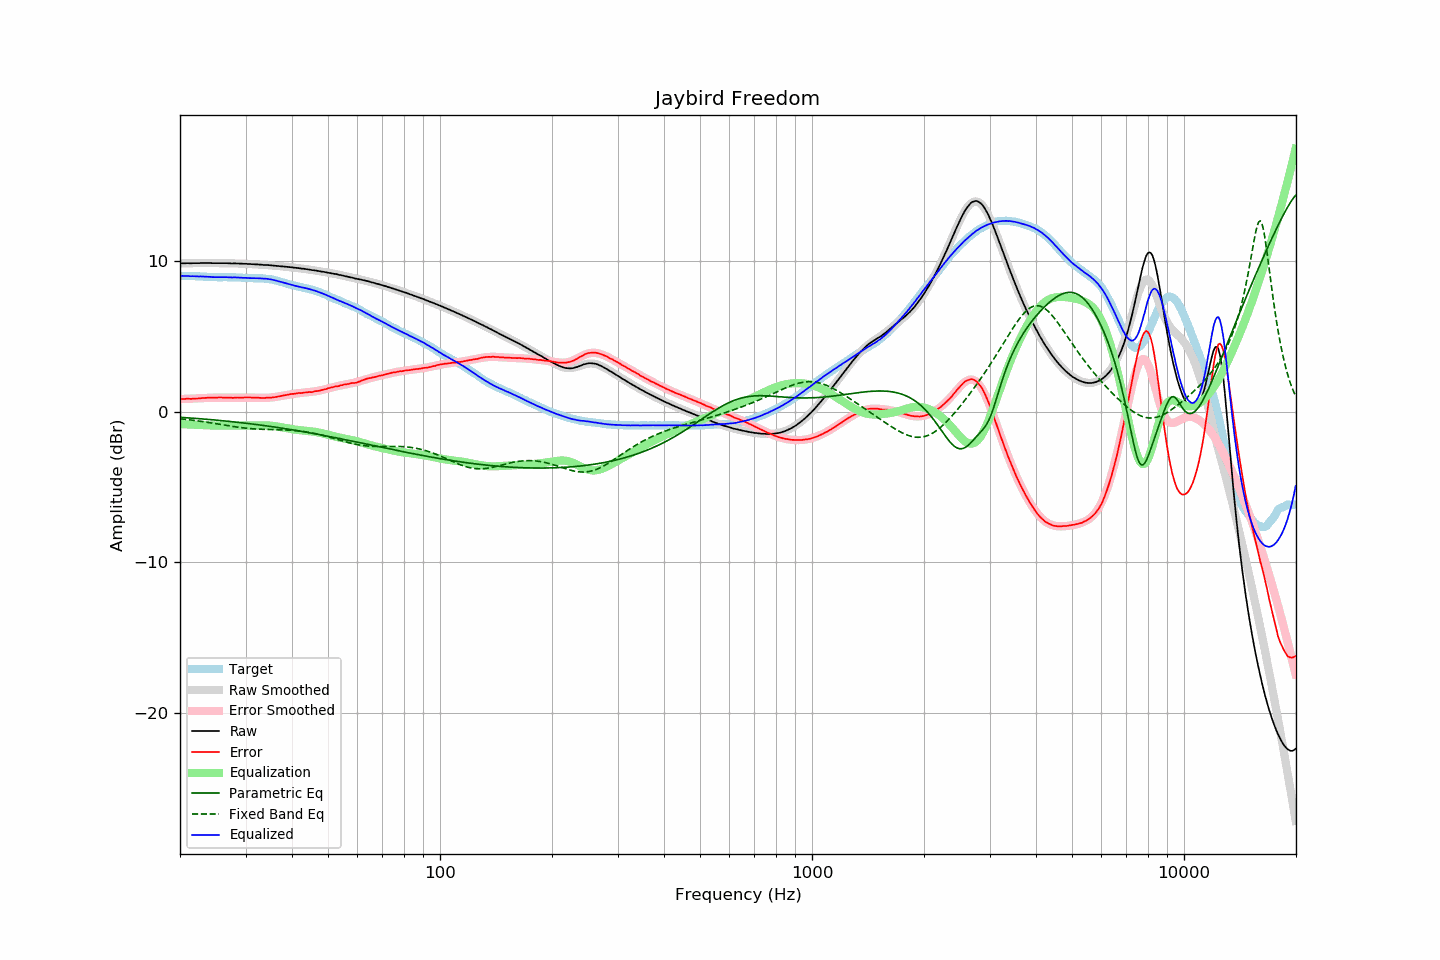 Jaybird Freedom
Amplitude (dBr)
10
0
−10
−20
Target
Raw Smoothed
Error Smoothed
Raw
Error
Equalization
Parametric Eq
Fixed Band Eq
Equalized
100
1000
10000
Frequency (Hz)